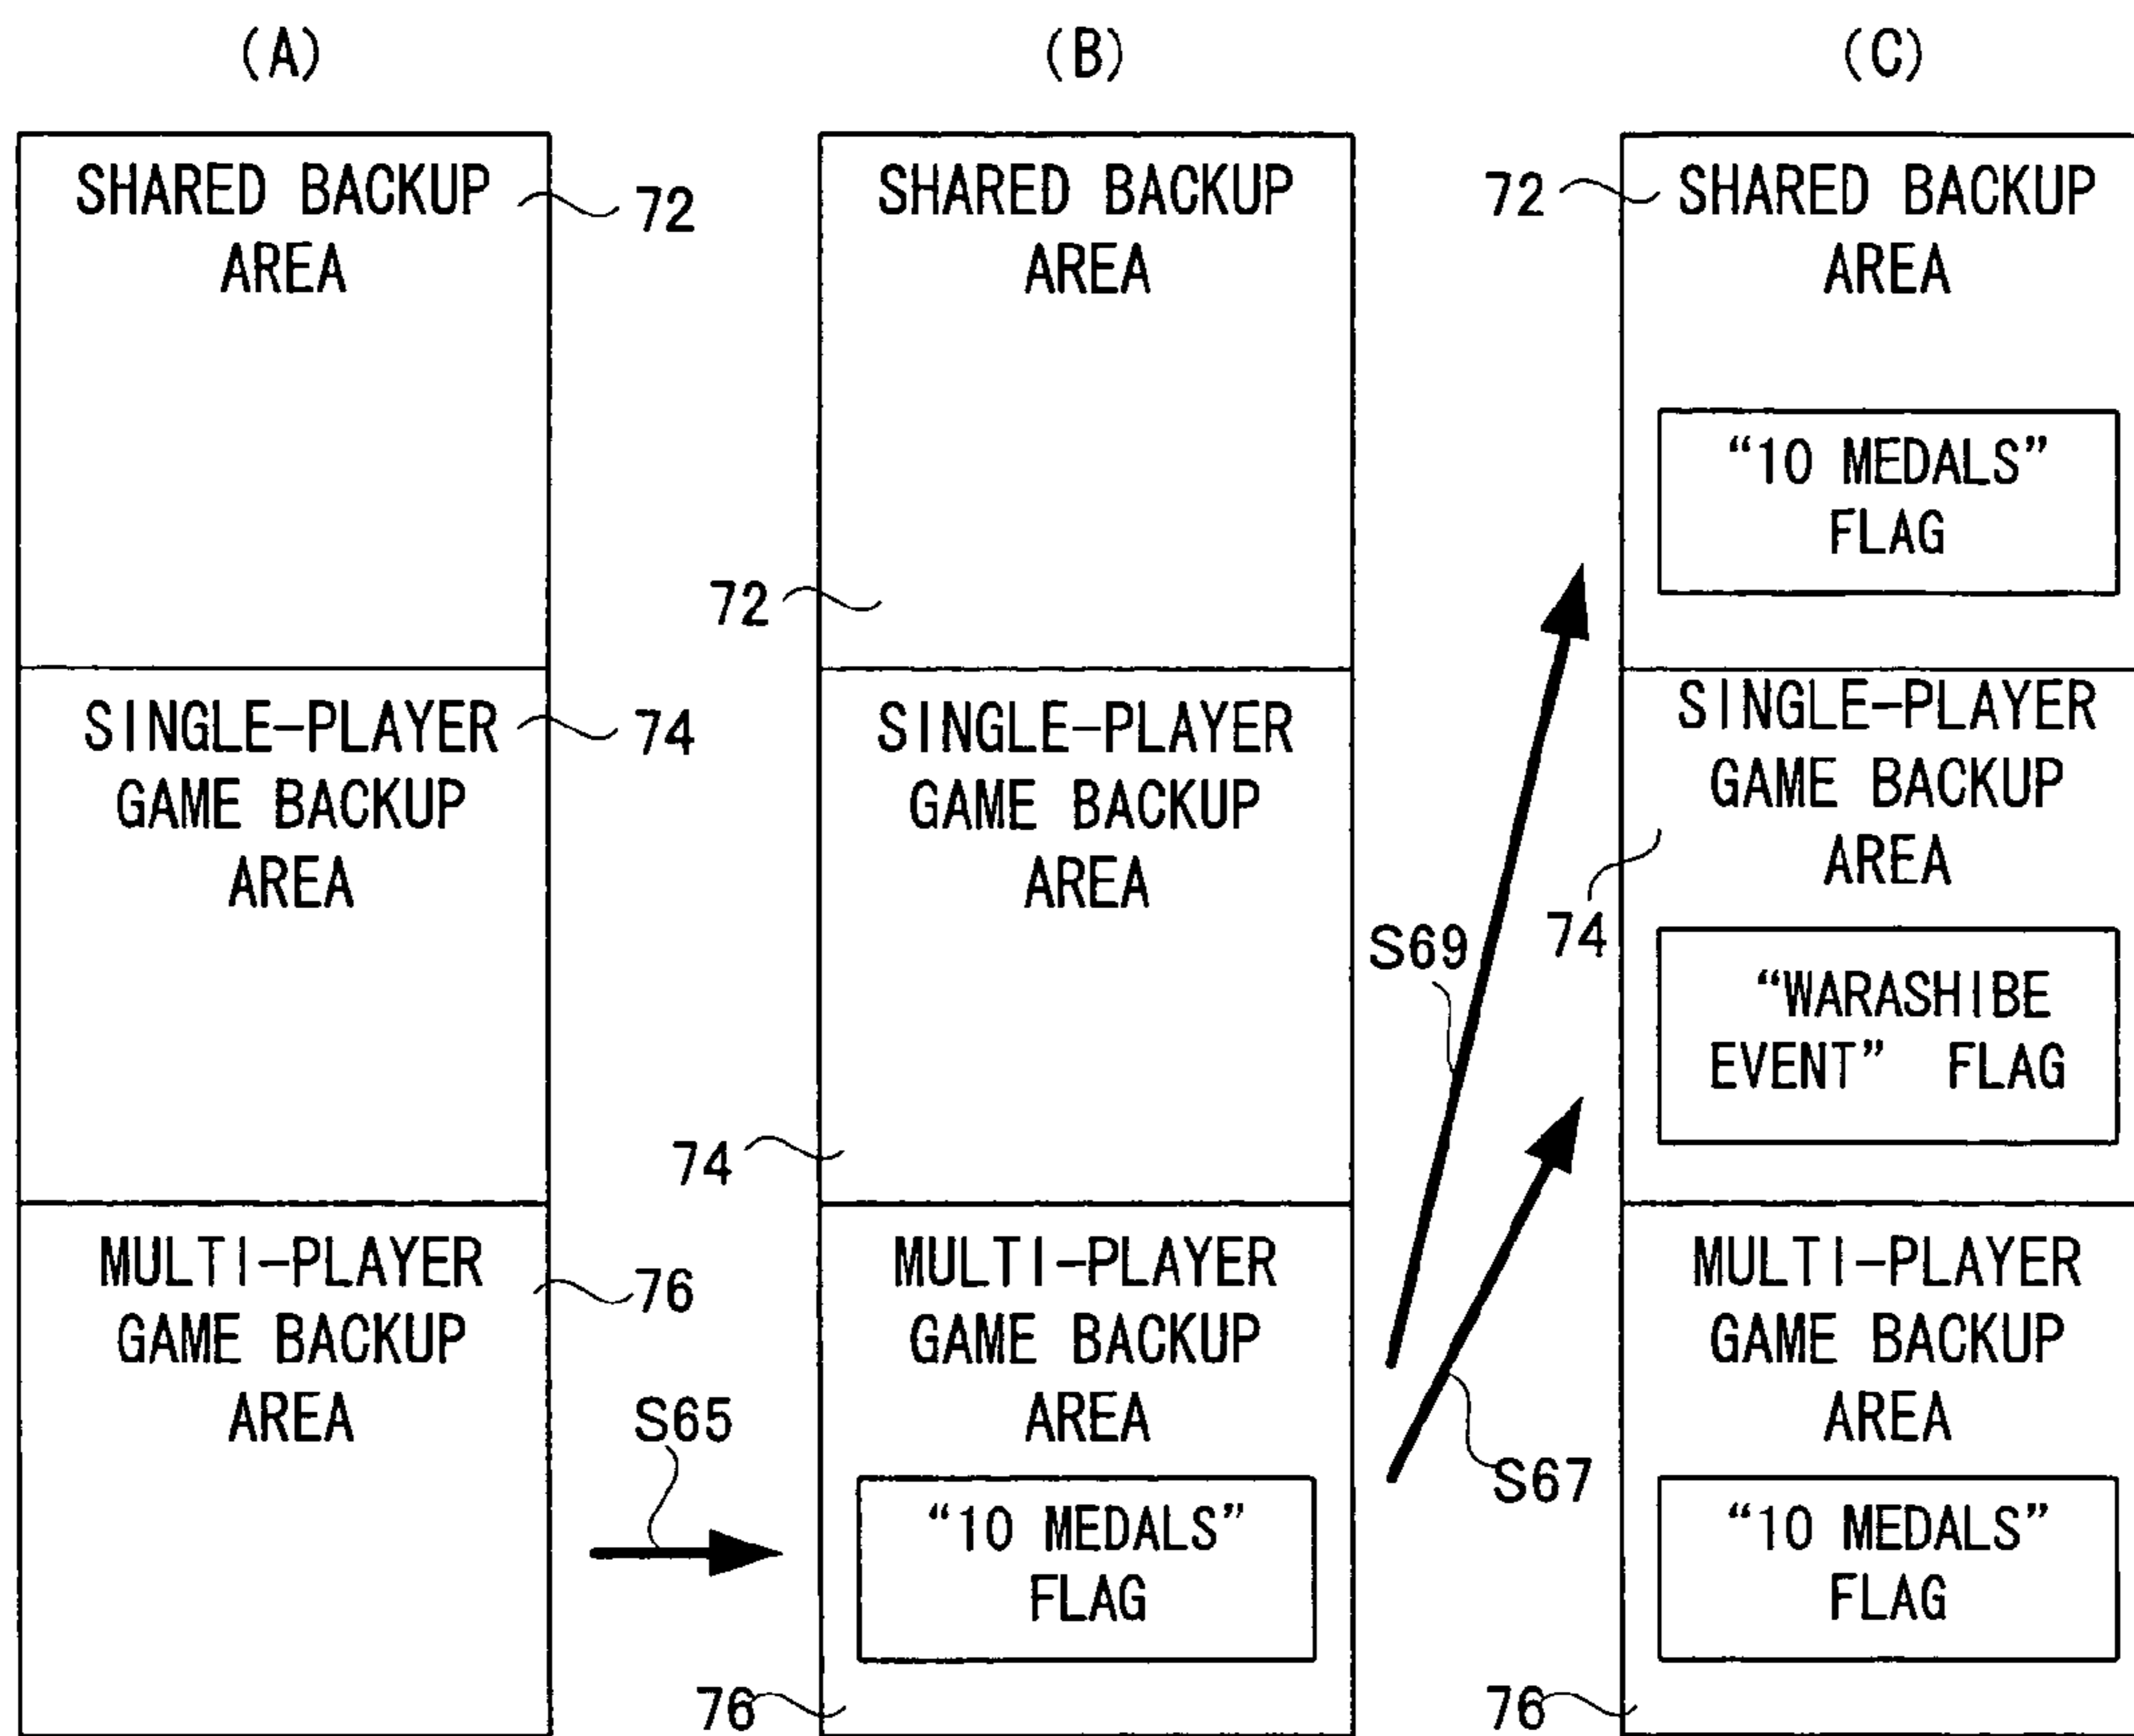 (A)
SHARED BACKUP
AREA
72
SINGLE-PLAYER
GAME BACKUP
AREA
74
MULTI-PLAYER
GAME BACKUP
AREA
76
S65
(B)
SHARED BACKUP
AREA
72
SINGLE-PLAYER
GAME BACKUP
AREA
74
MULTI-PLAYER
GAME BACKUP
AREA
“10 MEDALS”
FLAG
76
S69
S67
(C)
72
SHARED BACKUP
AREA
“10 MEDALS”
FLAG
SINGLE-PLAYER
GAME BACKUP
AREA
74
“WARASHIBE
EVENT” FLAG
MULTI-PLAYER
GAME BACKUP
AREA
“10 MEDALS”
FLAG
76